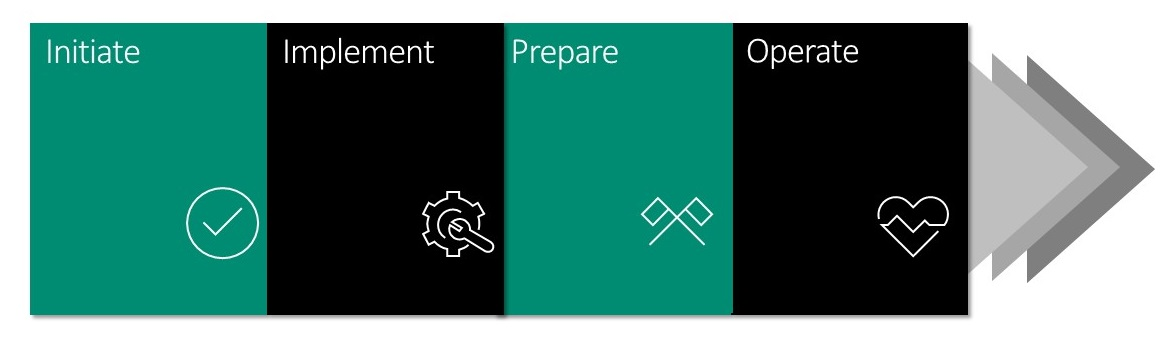 Initiate
Implement
Prepare
Operate